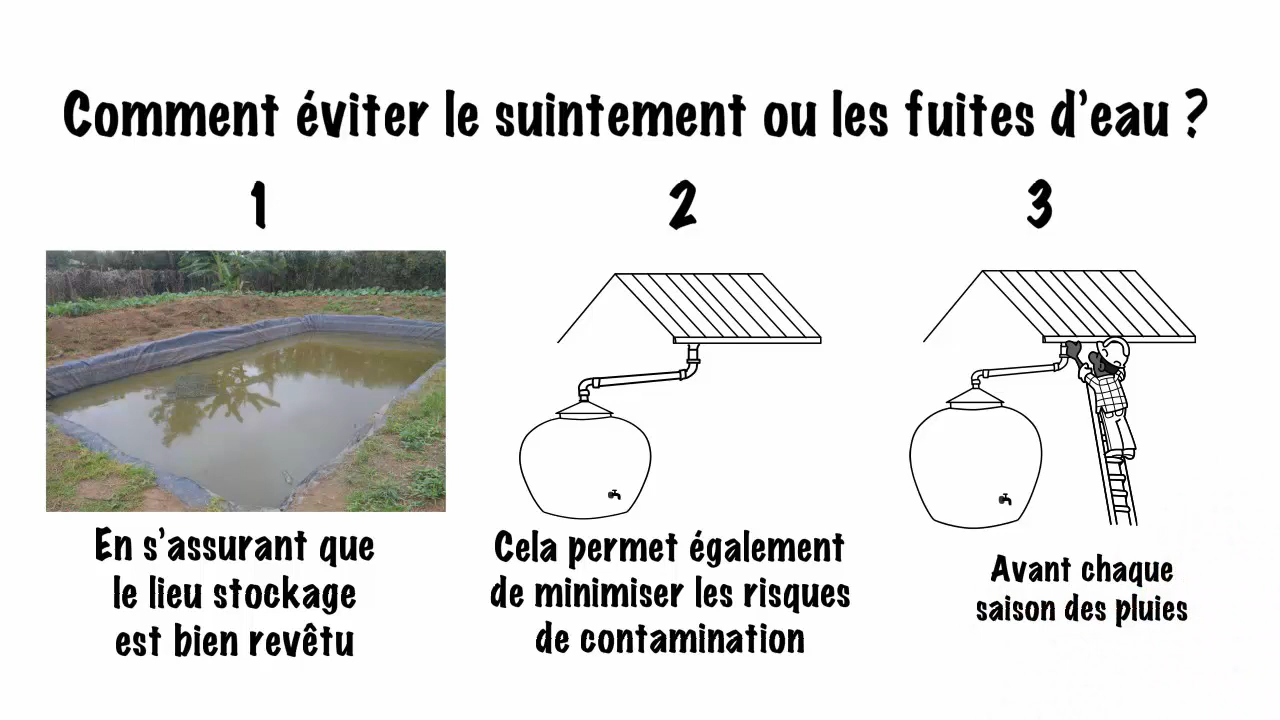 Comment éviter le suintement ou les fuites d'eau ?
1
2
3
En s'assurant que
le lieu stockage
est bien revêtu
Cela permet également
de minimiser les risques
de contamination
Avant chaque
saison des pluies